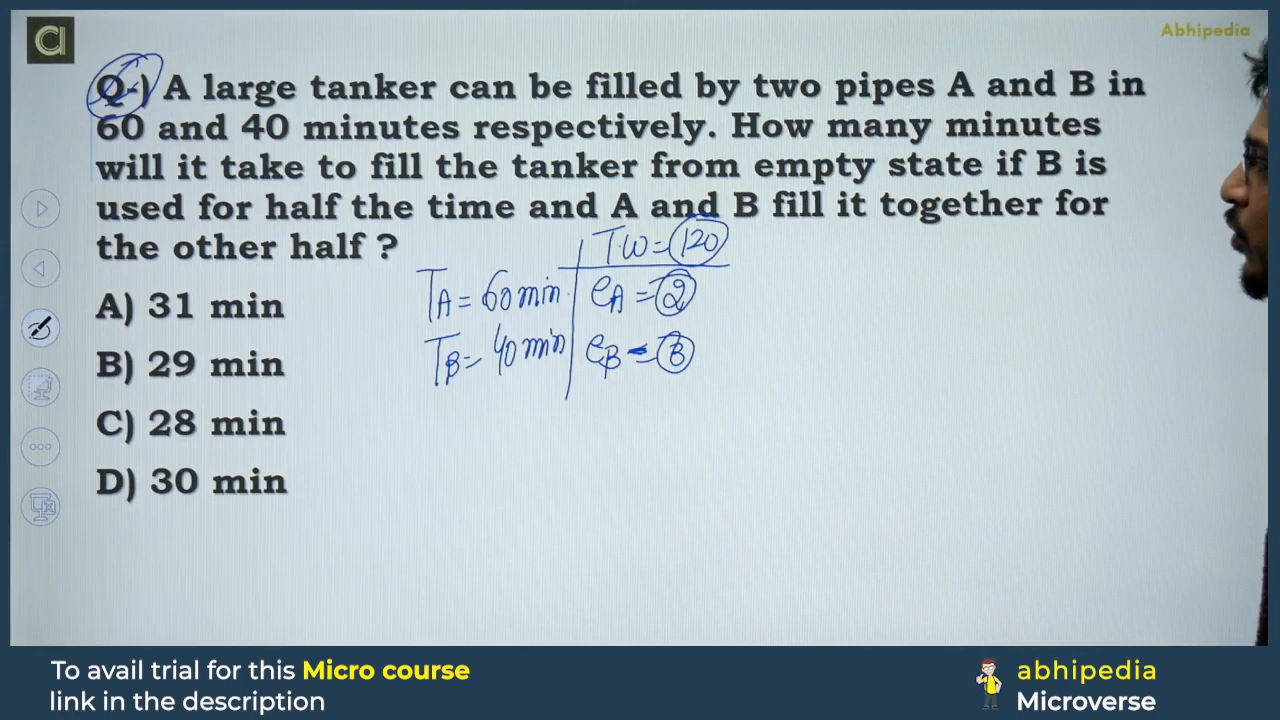 Abhipedia
Q-) A large tanker can be filled by two pipes A and B in
60 and 40 minutes respectively. How many minutes
will it take to fill the tanker from empty state if B is
used for half the time and A and B fill it together for
the other half ?
T.W = 120
TA = 60 min eA = 2
TB = 40 min eB = 3
A) 31 min
B) 29 min
C) 28 min
D) 30 min
To avail trial for this Micro course
link in the description
abhipedia
Microverse